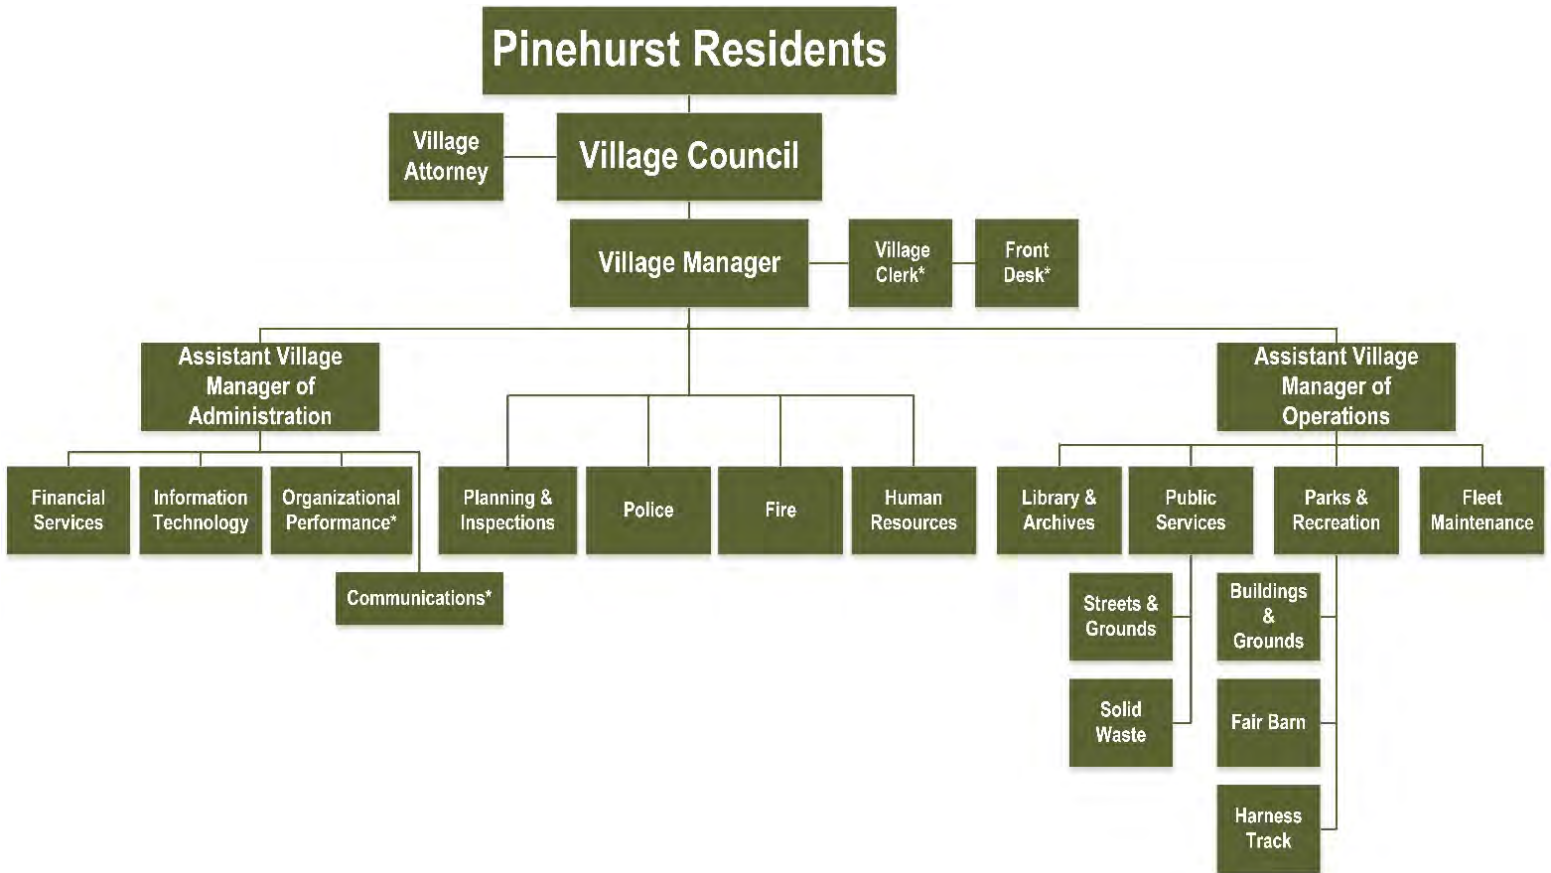 Pinehurst Residents
Village
Attorney
Village Council
Village Manager
Village
Clerk*
Front
Desk*
Assistant Village
Manager of
Administration
Assistant Village
Manager of
Operations
Financial
Services
Information
Technology
Organizational
Performance*
Communications*
Planning &
Inspections
Police
Fire
Human
Resources
Library &
Archives
Public
Services
Parks &
Recreation
Fleet
Maintenance
Streets &
Grounds
Solid
Waste
Buildings
&
Grounds
Fair Barn
Harness
Track